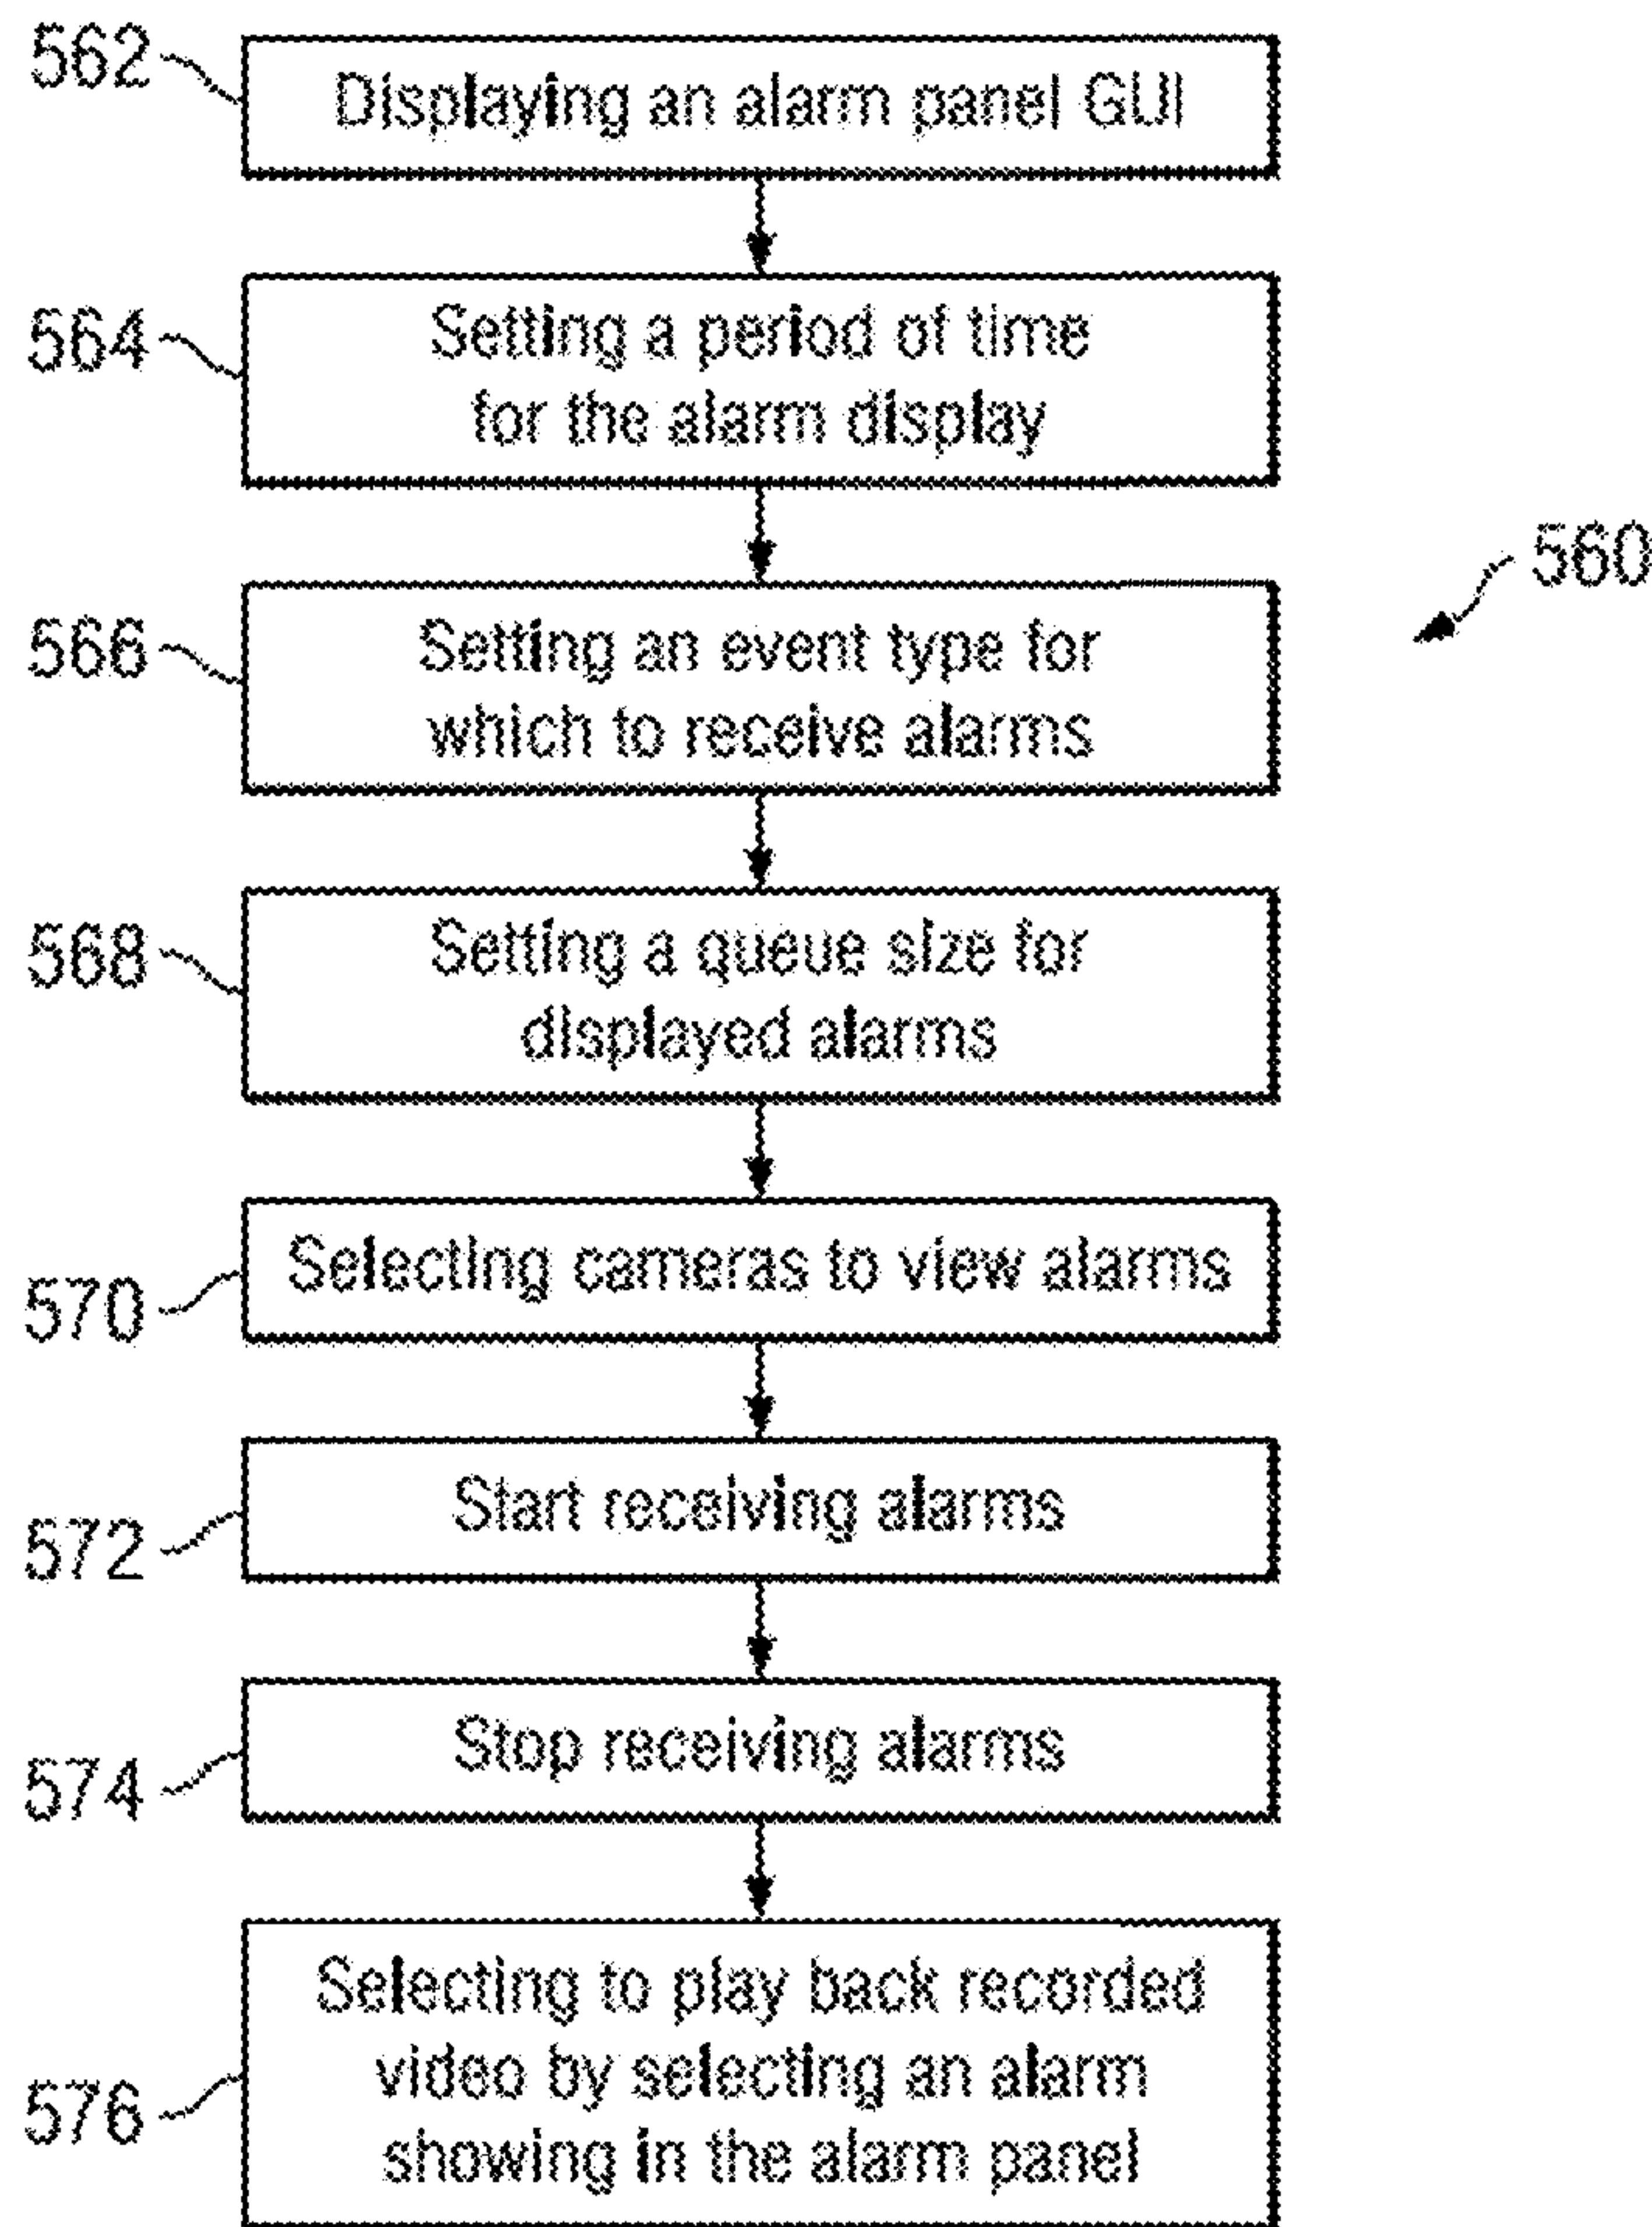 562
Displaying an alarm panel GUI
564
Setting a period of time
for the alarm display
560
566
Setting an event type for
which to receive alarms
568
Setting a queue size for
displayed alarms
570
Selecting cameras to view alarms
572
Start receiving alarms
574
Stop receiving alarms
576
Selecting to play back recorded
video by selecting an alarm
showing in the alarm panel